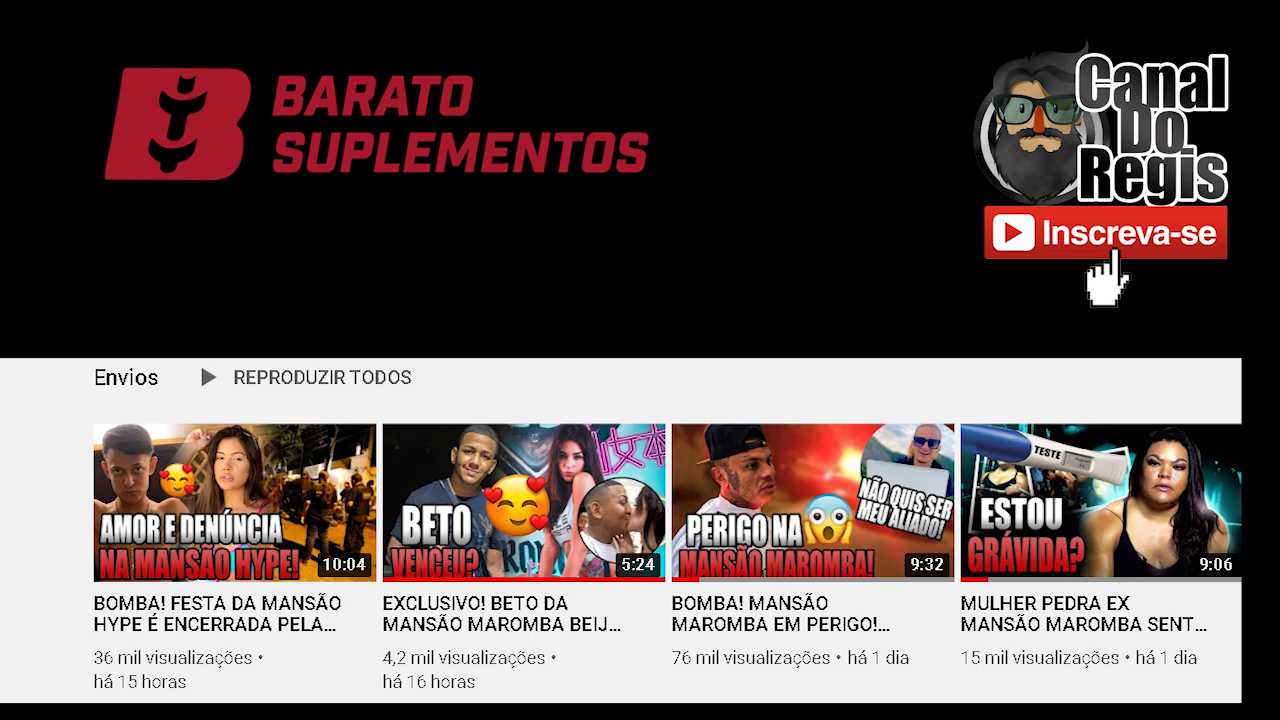 BARATO
SUPLEMENTOS
Canal
Do
Regis
Inscreva-se
Envios
REPRODUZIR TODOS
AMOR E DENÚNCIA
NA MANSÃO HYPE!
10:04
BOMBA! FESTA DA MANSÃO
HYPE É ENCERRADA PELA...
36 mil visualizações •
há 15 horas
BETO
VENCEU?
5:24
EXCLUSIVO! BETO DA
MANSÃO MAROMBA BEIJ...
4,2 mil visualizações •
há 16 horas
NÃO QUIS SER
MEU ALIADO!
PERIGO NA
MANSÃO MAROMBA!
9:32
BOMBA! MANSÃO
MAROMBA EM PERIGO!...
76 mil visualizações • há 1 dia
TESTE
ESTOU
GRÁVIDA?
9:06
MULHER PEDRA EX
MANSÃO MAROMBA SENT...
15 mil visualizações • há 1 dia